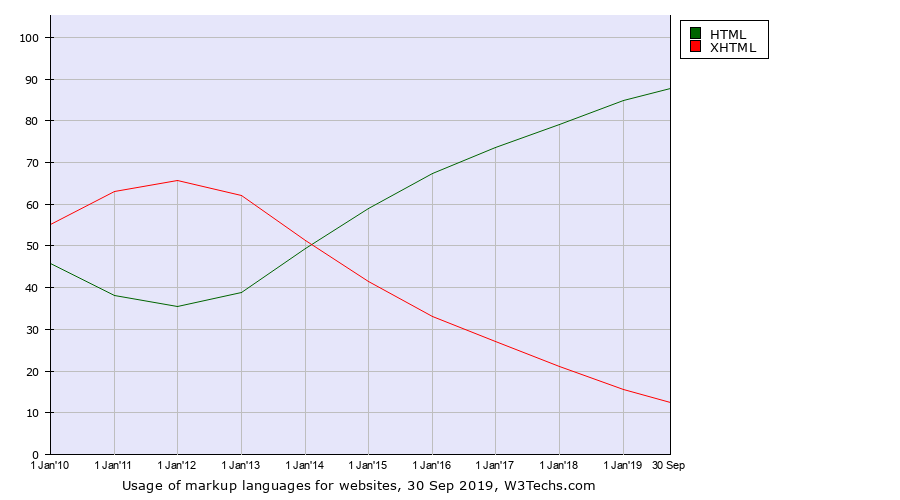 HTML
XHTML
100
90
80
70
60
50
40
30
20
10
0
1 Jan'10 1 Jan'11 1 Jan'12 1 Jan'13 1 Jan'14 1 Jan'15 1 Jan'16 1 Jan'17 1 Jan'18 1 Jan'19 30 Sep
Usage of markup languages for websites, 30 Sep 2019, W3Techs.com